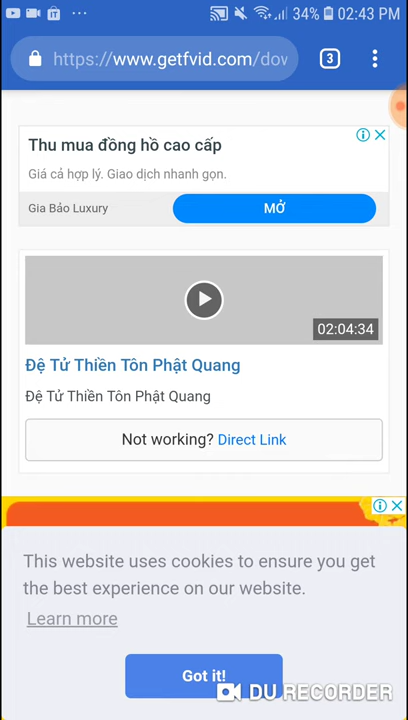 34% 02:43 PM
https://www.getfvid.com/dov
3
Thu mua đồng hồ cao cấp
Giá cả hợp lý. Giao dịch nhanh gọn.
Gia Bảo Luxury
MỞ
02:04:34
Đệ Tử Thiền Tôn Phật Quang
Đệ Tử Thiền Tôn Phật Quang
Not working? Direct Link
This website uses cookies to ensure you get
the best experience on our website.
Learn more
Got it!
DU RECORDER